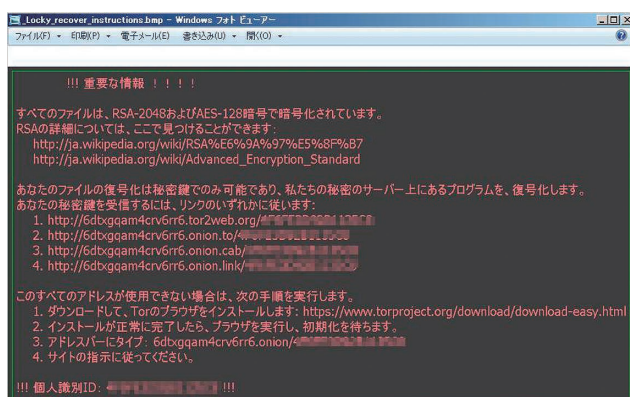 _Locky_recover_instructions.bmp - Windows フォト ビューアー
ファイル(F) 印刷(P) 電子メール(E) 書き込み(U) 開く(O)
!!! 重要な情報 ！！！！
すべてのファイルは、RSA-2048およびAES-128暗号で暗号化されています。
RSAの詳細については、ここで見つけることができます:
http://ja.wikipedia.org/wiki/RSA%E6%9A%97%E5%8F%B7
http://ja.wikipedia.org/wiki/Advanced_Encryption_Standard
あなたのファイルの復号化は秘密鍵でのみ可能であり、私たちの秘密のサーバー上にあるプログラムを、復号化します。
あなたの秘密鍵を受信するには、リンクのいずれかに従います:
1. http://6dtxgqam4crv6rr6.tor2web.org/
2. http://6dtxgqam4crv6rr6.onion.to/
3. http://6dtxgqam4crv6rr6.onion.cab/
4. http://6dtxgqam4crv6rr6.onion.link/
このすべてのアドレスが使用できない場合は、次の手順を実行します。
1. ダウンロードして、Torのブラウザをインストールします: https://www.torproject.org/download/download-easy.html
2. インストールが正常に完了したら、ブラウザを実行し、初期化を待ちます。
3. アドレスバーにタイプ: 6dtxgqam4crv6rr6.onion/
4. サイトの指示に従ってください。
!!! 個人識別ID: !!!